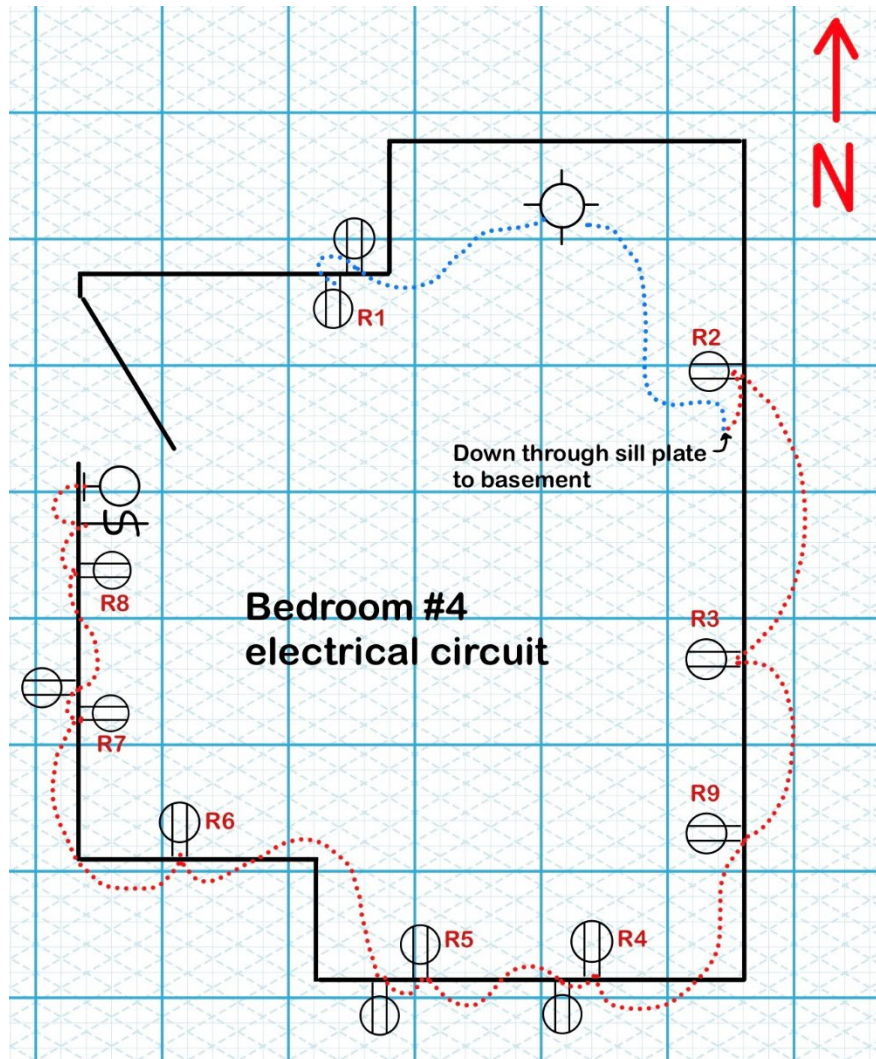 N
R1
R2
Down through sill plate
to basement
$
R8
Bedroom #4
electrical circuit
R3
R7
R9
R6
R5
R4